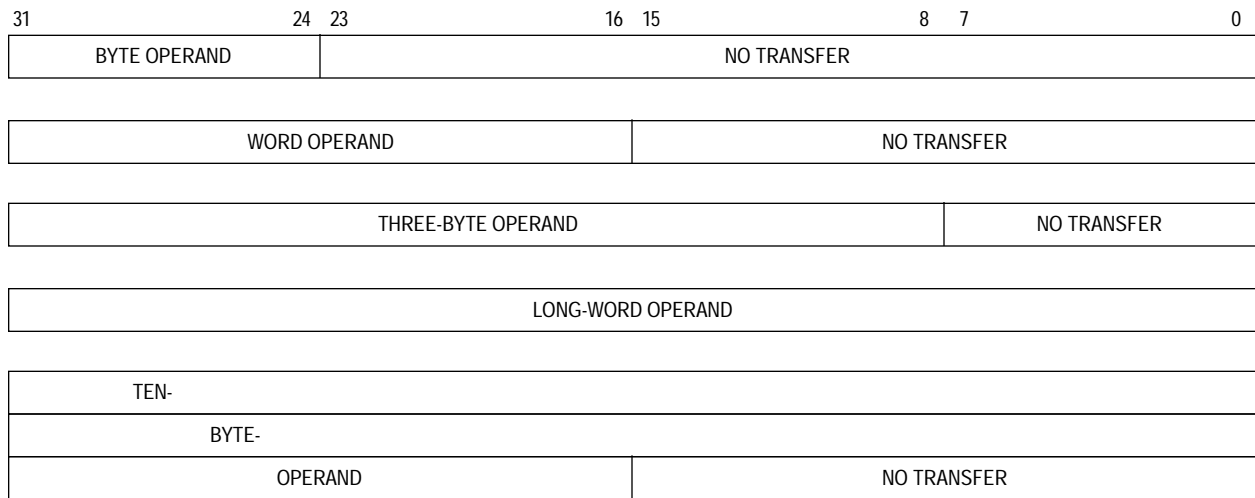 31 24 23 16 15 8 7 0
BYTE OPERAND NO TRANSFER
WORD OPERAND NO TRANSFER
THREE-BYTE OPERAND NO TRANSFER
LONG-WORD OPERAND
TEN-
BYTE-
OPERAND NO TRANSFER